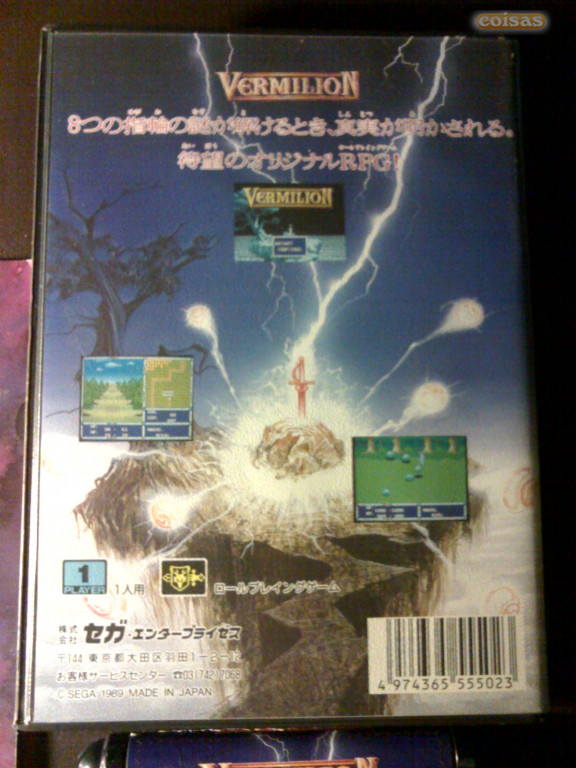 coisas
VERMILION
8つの指輪の謎が解けるとき、真実が明かされる。
待望のオリジナルRPG!
VERMILION
1
PLAYER
1人用
ロールプレイングゲーム
株式会社 セガ・エンタープライゼス
〒144 東京都大田区羽田1-2-12
お客様サービスセンター ☎03(742)7068
© SEGA 1989 MADE IN JAPAN
4 974365 555023
VERMILION